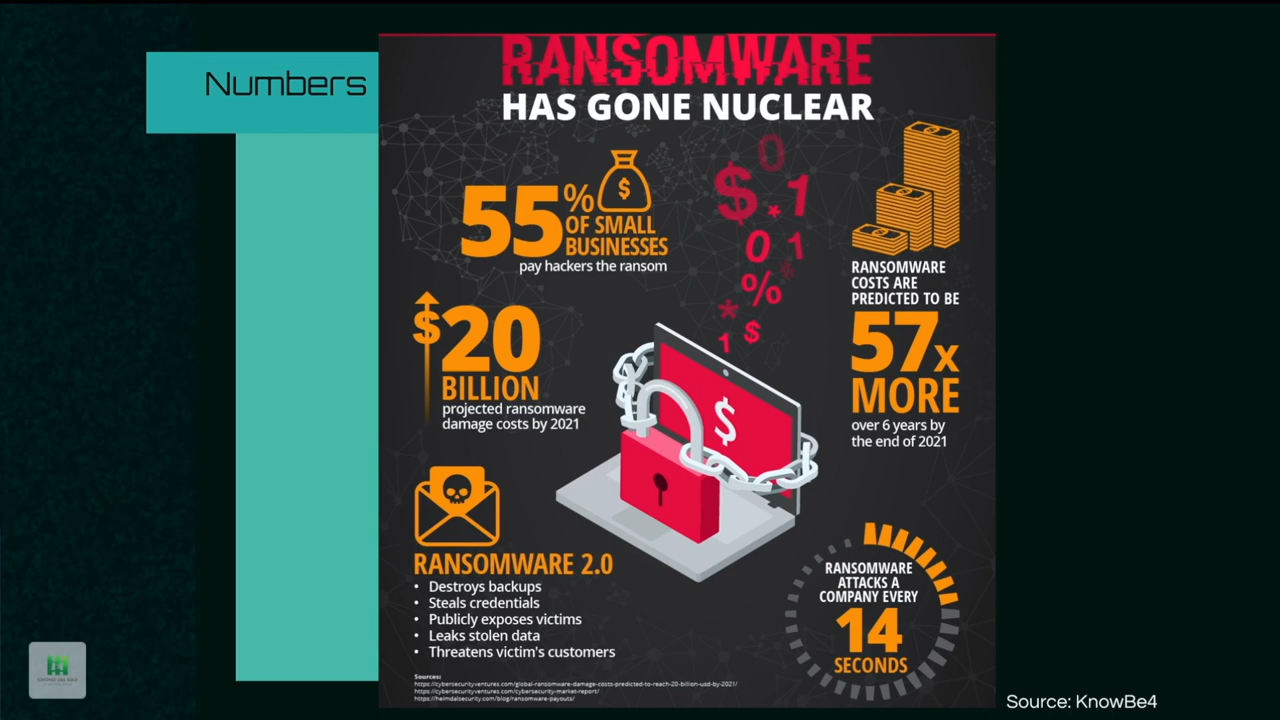 Numbers
RANSOMWARE
HAS GONE NUCLEAR
55%
OF SMALL
BUSINESSES
pay hackers the ransom
$20
BILLION
projected ransomware
damage costs by 2021
RANSOMWARE 2.0
• Destroys backups
• Steals credentials
• Publicly exposes victims
• Leaks stolen data
• Threatens victim's customers
RANSOMWARE
COSTS ARE
PREDICTED TO BE
57x
MORE
over 6 years by
the end of 2021
RANSOMWARE
ATTACKS A
COMPANY EVERY
14
SECONDS
Sources:
https://cybersecurityventures.com/global-ransomware-damage-costs-predicted-to-reach-20-billion-usd-by-2021/
https://cybersecurityventures.com/cybersecurity-market-report/
https://heimdalsecurity.com/blog/ransomware-payouts/
Source: KnowBe4